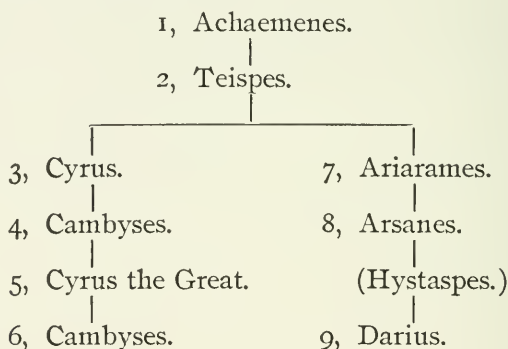 1, Achaemenes.
2, Teispes.
3, Cyrus. 7, Ariarames.
4, Cambyses. 8, Arsanes.
5, Cyrus the Great. (Hystaspes.)
6, Cambyses. 9, Darius.